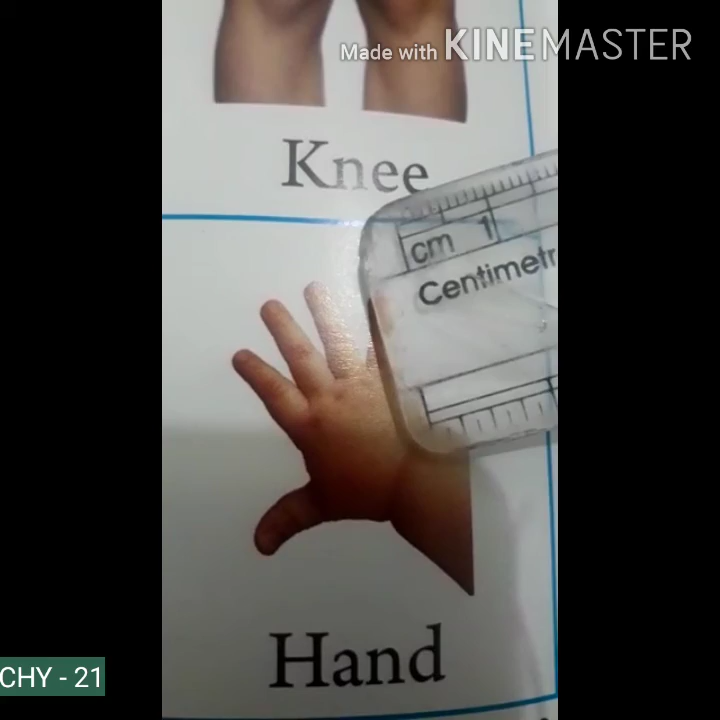 Made with KINEMASTER
Knee
cm 1
Centimetr
Hand
CHY - 21